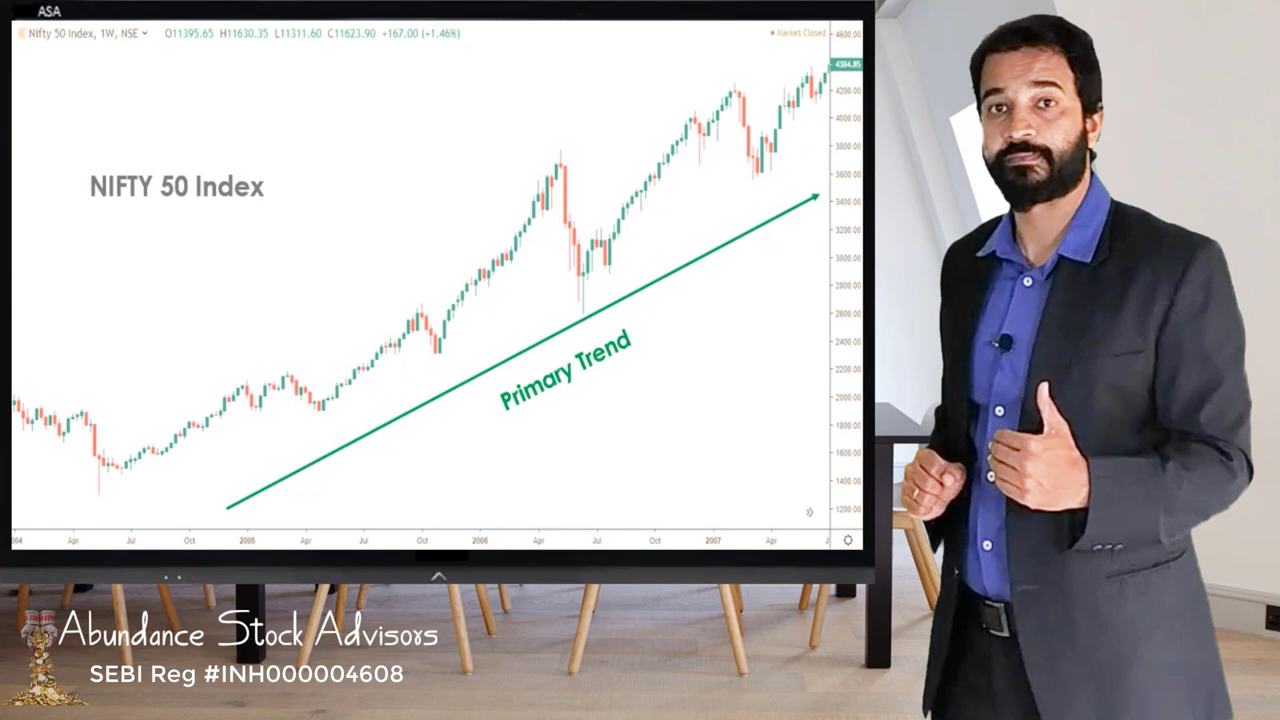 ASA
Nifty 50 Index, 1W, NSE O11395.65 H11630.35 L11311.60 C11623.90 +167.00 (+1.46%)
Market Closed
4600.00
4384.85
4200.00
4000.00
3800.00
3600.00
3400.00
3200.00
3000.00
2800.00
2600.00
2400.00
2200.00
2000.00
1800.00
1600.00
1400.00
1200.00
NIFTY 50 Index
Primary Trend
004 Apr Jul Oct 2005 Apr Jul Oct 2006 Apr Jul Oct 2007 Apr J
Abundance Stock Advisors
SEBI Reg #INH000004608